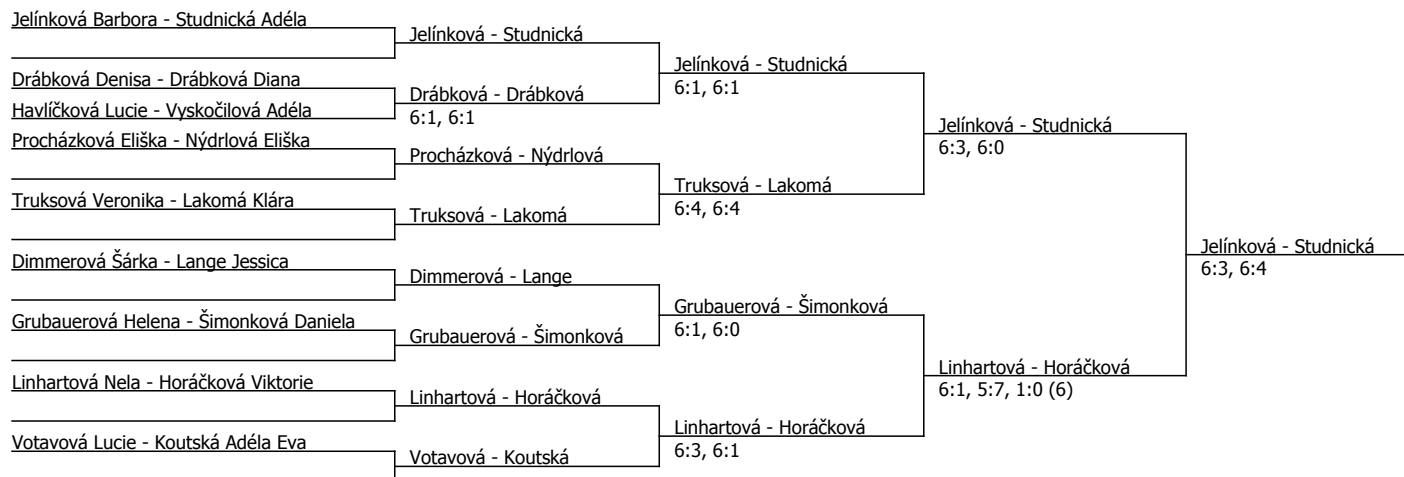 Jelínková Barbora - Studnická Adéla
Drábková Denisa - Drábková Diana
Havlíčková Lucie - Vyskočilová Adéla
Procházková Eliška - Nýdrlová Eliška
Truksová Veronika - Lakomá Klára
Dimmerová Šárka - Lange Jessica
Grubauerová Helena - Šimonková Daniela
Linhartová Nela - Horáčková Viktorie
Votavová Lucie - Koutská Adéla Eva
Jelínková - Studnická
Drábková - Drábková
6:1, 6:1
Procházková - Nýdrlová
Truksová - Lakomá
Dimmerová - Lange
Grubauerová - Šimonková
Linhartová - Horáčková
Votavová - Koutská
Jelínková - Studnická
6:1, 6:1
Truksová - Lakomá
6:4, 6:4
Grubauerová - Šimonková
6:1, 6:0
Linhartová - Horáčková
6:3, 6:1
Jelínková - Studnická
6:3, 6:0
Linhartová - Horáčková
6:1, 5:7, 1:0 (6)
Jelínková - Studnická
6:3, 6:4